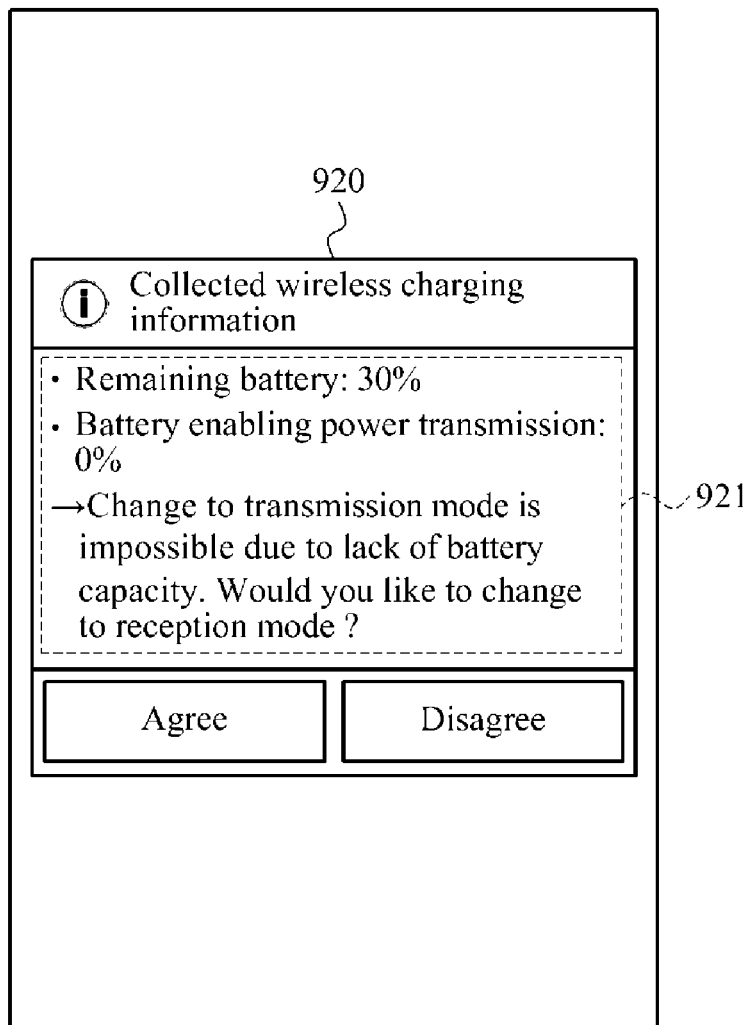 920
Collected wireless charging
information
• Remaining battery: 30%
• Battery enabling power transmission:
0%
→Change to transmission mode is
impossible due to lack of battery
capacity. Would you like to change
to reception mode ?
921
Agree
Disagree